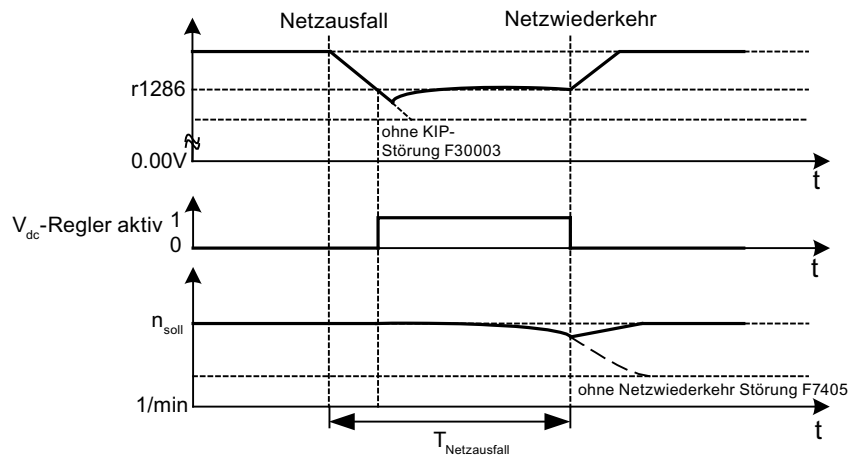 Netzausfall
Netzwiederkehr
r1286
ohne KIP-
Störung F30003
0.00V
t
V_dc-Regler aktiv
1
0
t
n_soll
ohne Netzwiederkehr Störung F7405
1/min
t
T_Netzausfall